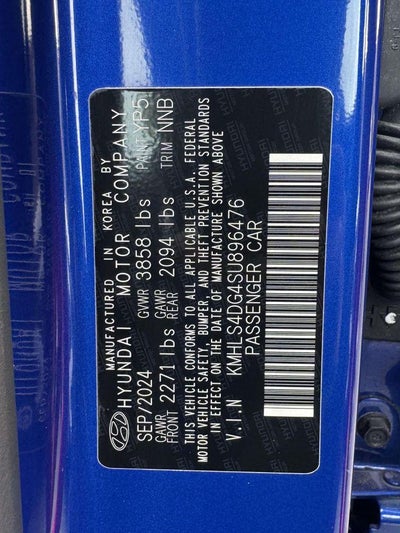 MANUFACTURED IN KOREA BY
HYUNDAI MOTOR COMPANY
SEP/2024 GVWR 3858 lbs PAINT YP5
GAWR FRONT 2271 lbs GAWR REAR 2094 lbs TRIM NNB
THIS VEHICLE CONFORMS TO ALL APPLICABLE U.S.A. FEDERAL
MOTOR VEHICLE SAFETY, BUMPER, AND THEFT PREVENTION STANDARDS
IN EFFECT ON THE DATE OF MANUFACTURE SHOWN ABOVE
V.I.N KMHLS4DG4SU896476
PASSENGER CAR